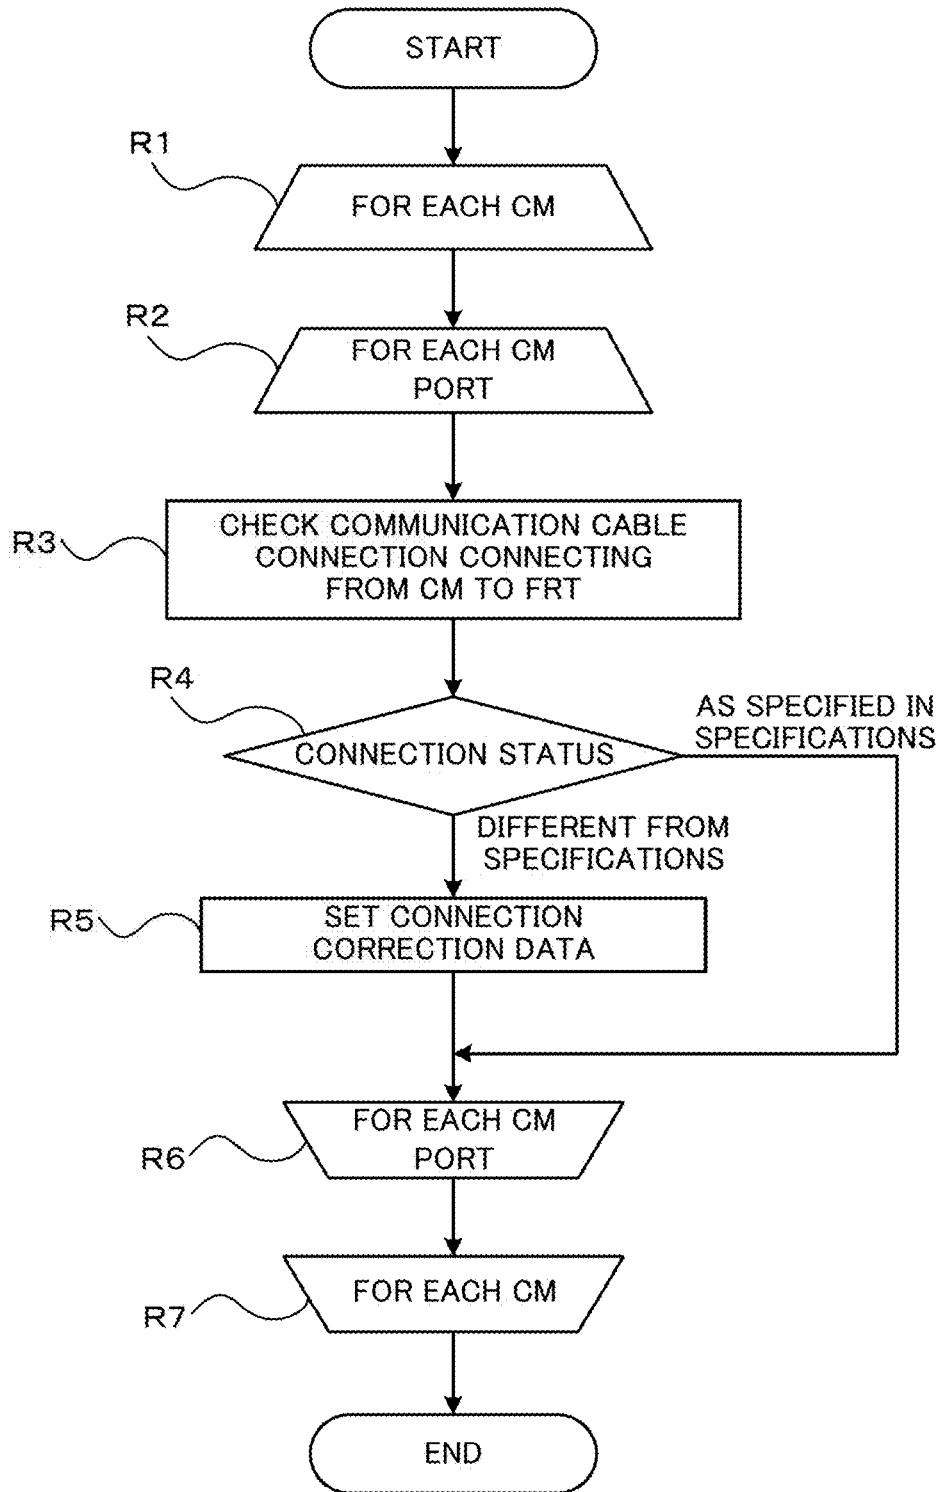 START
R1
FOR EACH CM
R2
FOR EACH CM
PORT
R3
CHECK COMMUNICATION CABLE
CONNECTION CONNECTING
FROM CM TO FRT
R4
CONNECTION STATUS
AS SPECIFIED IN
SPECIFICATIONS
DIFFERENT FROM
SPECIFICATIONS
R5
SET CONNECTION
CORRECTION DATA
R6
FOR EACH CM
PORT
R7
FOR EACH CM
END